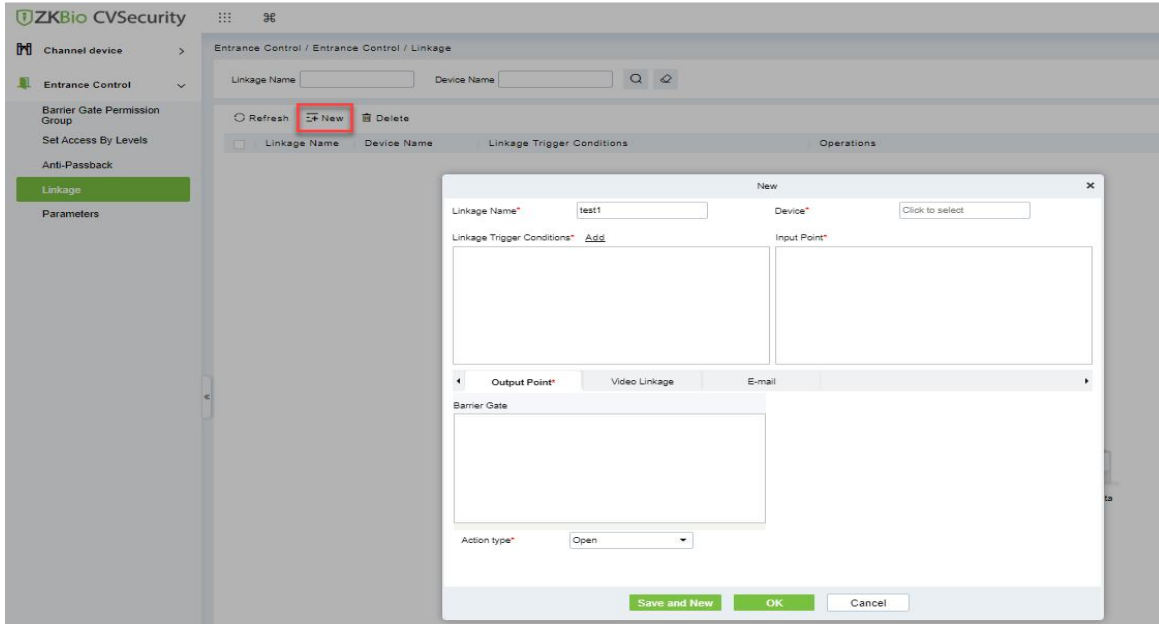 ZKBio CVSecurity
Channel device
Entrance Control / Entrance Control / Linkage
Entrance Control
Linkage Name
Device Name
Barrier Gate Permission
Group
Set Access By Levels
Anti-Passback
Linkage
Parameters
Refresh New Delete
Linkage Name Device Name Linkage Trigger Conditions Operations
New
Linkage Name* test1 Device* Click to select
Linkage Trigger Conditions* Add Input Point*
Output Point* Video Linkage E-mail
Barrier Gate
ta
Action type* Open
Save and New OK Cancel